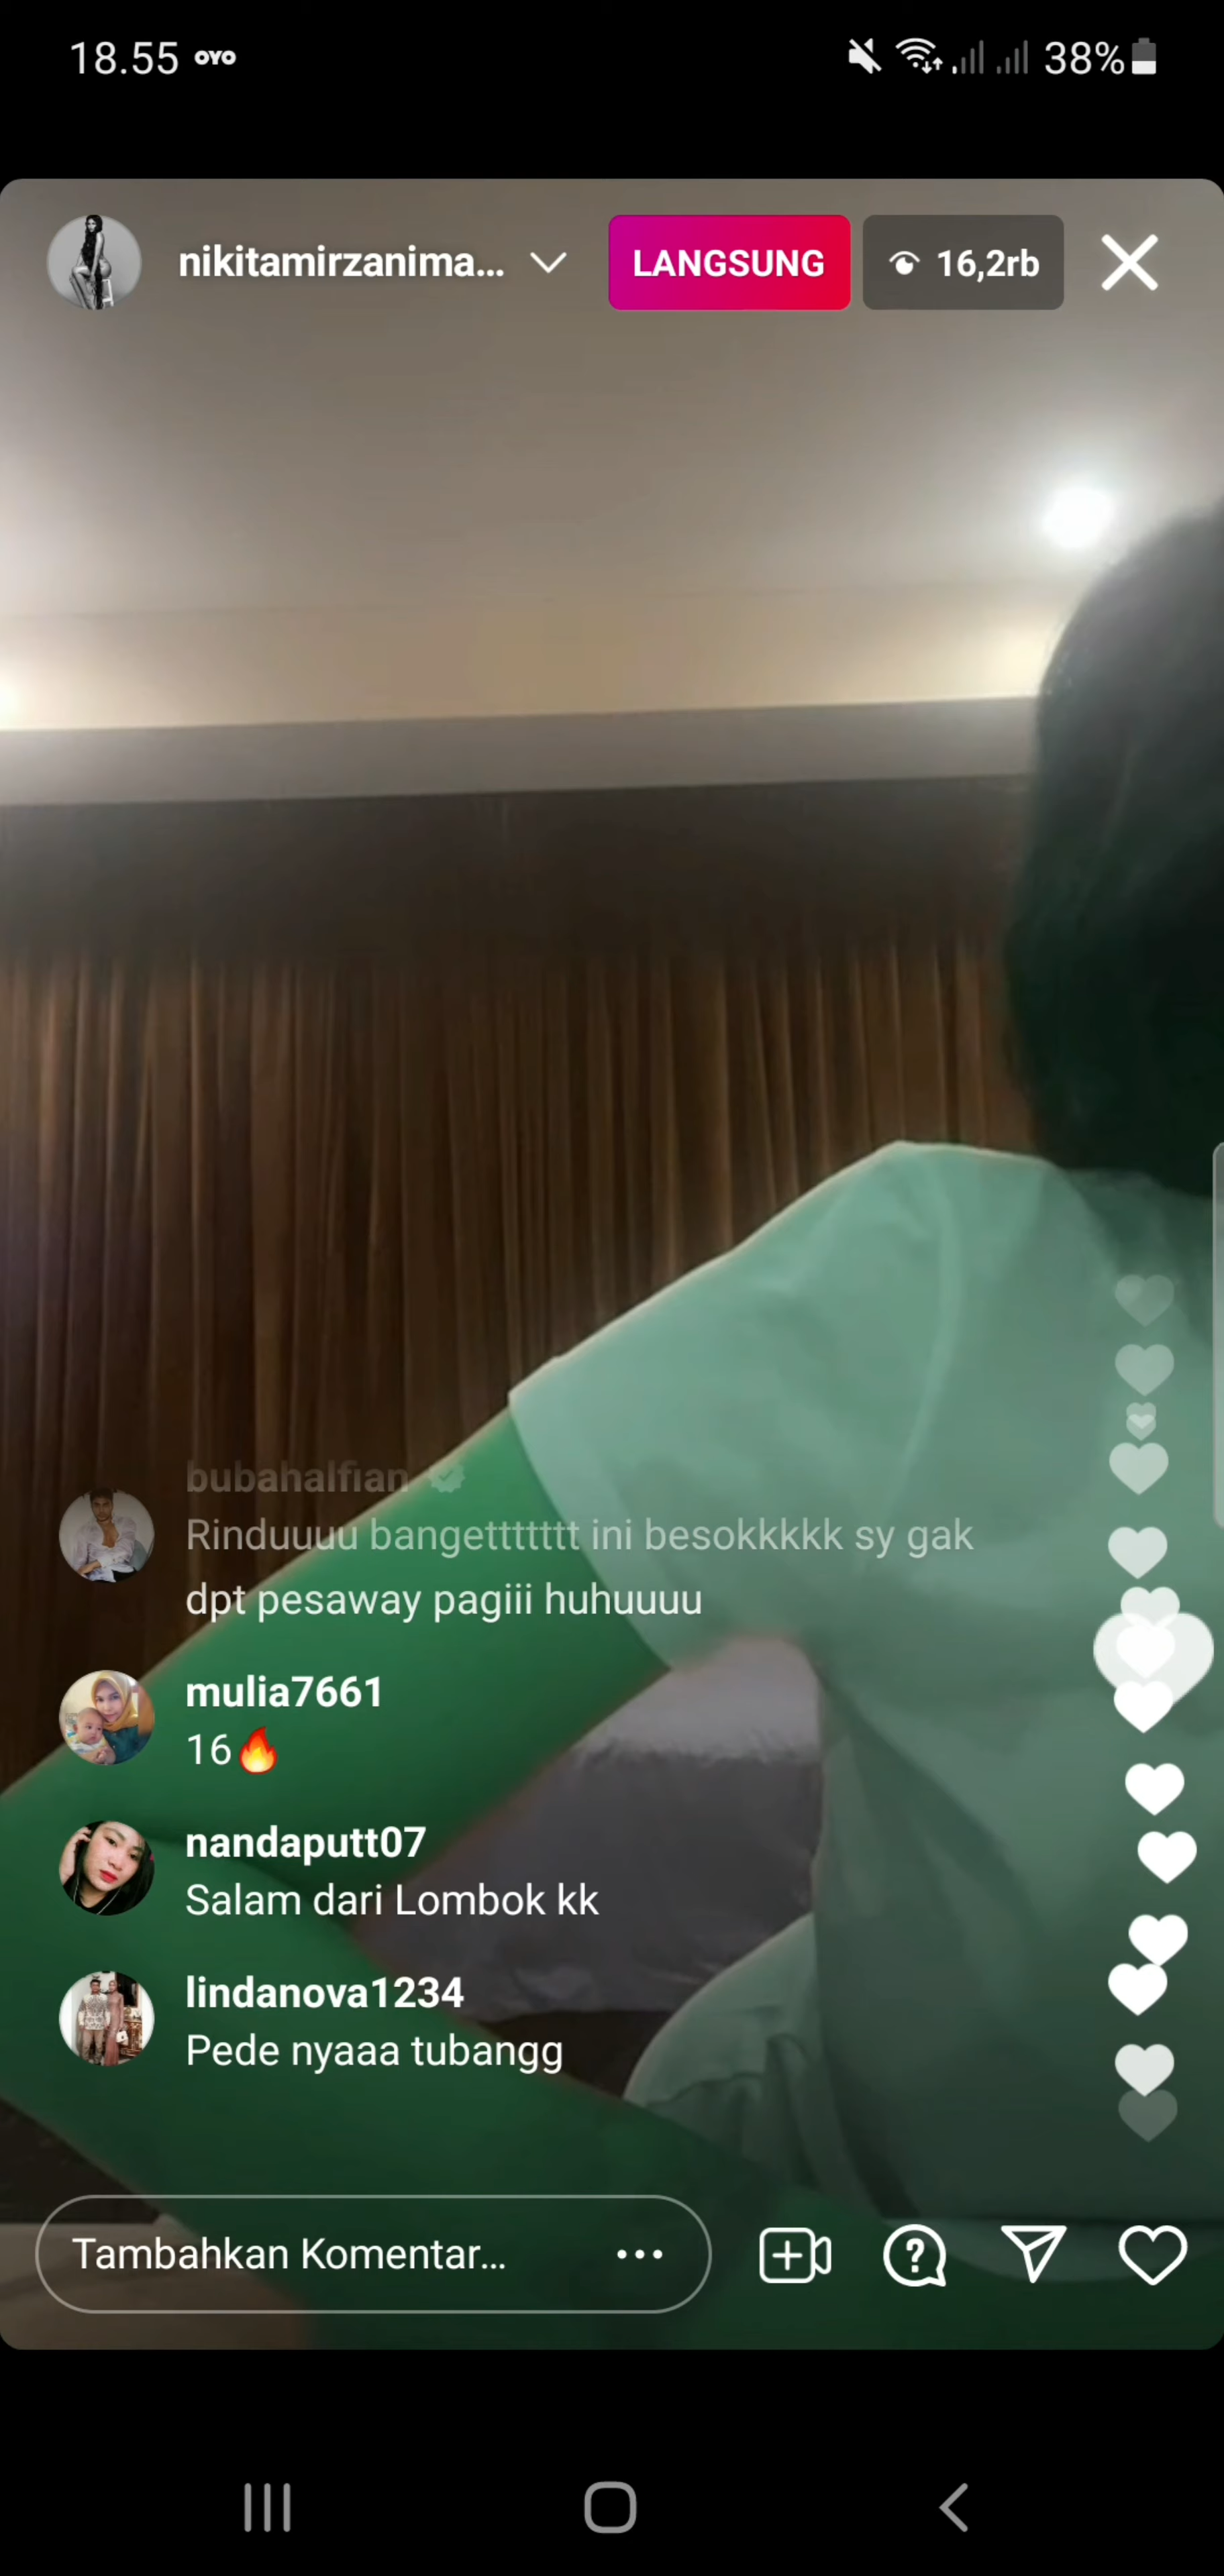 18.55 OYO 38%
nikitamirzanima... LANGSUNG 16,2rb
bubahalfian
Rinduuuu bangettttttt ini besokkkkk sy gak
dpt pesaway pagiii huhuuuu
mulia7661
16🔥
nandaputt07
Salam dari Lombok kk
lindanova1234
Pede nyaaa tubangg
Tambahkan Komentar...